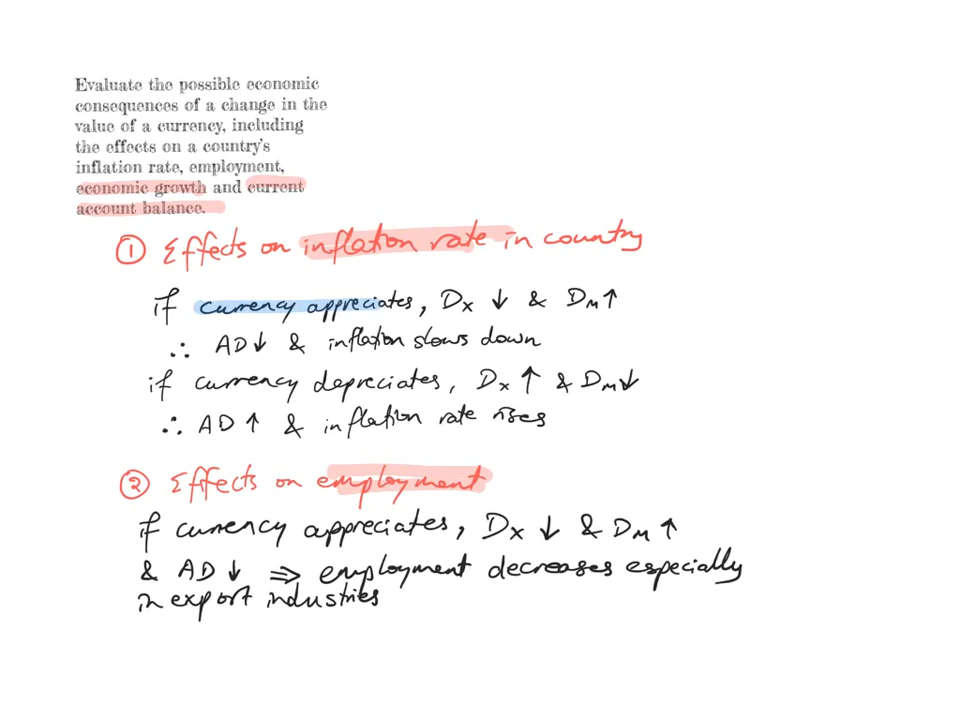 Evaluate the possible economic
consequences of a change in the
value of a currency, including
the effects on a country's
inflation rate, employment,
economic growth and current
account balance.
① Effects on inflation rate in country
if currency appreciates, Dx ↓ & DM ↑
∴ AD ↓ & inflation slows down
if currency depreciates, Dx ↑ & DM ↓
∴ AD ↑ & inflation rate rises
② Effects on employment
if currency appreciates, Dx ↓ & DM ↑
& AD ↓ ⇒ employment decreases especially
in export industries